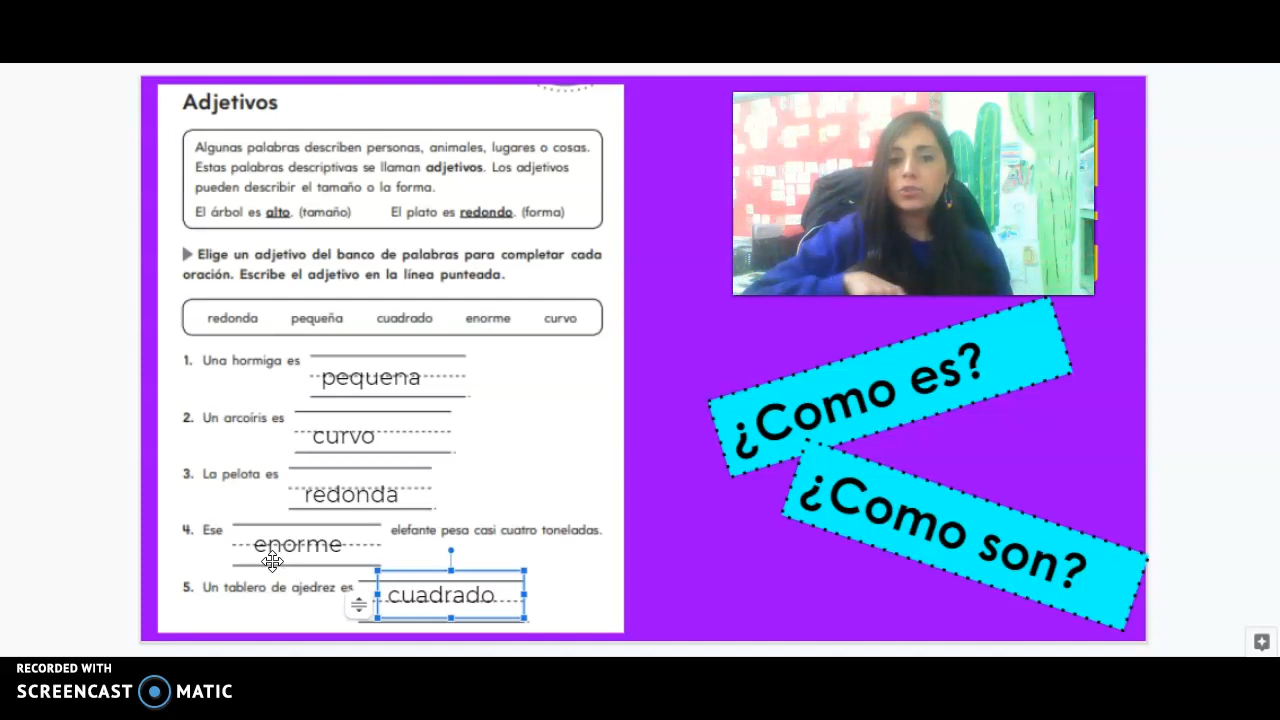 Adjetivos
Algunas palabras describen personas, animales, lugares o cosas.
Estas palabras descriptivas se llaman adjetivos. Los adjetivos
pueden describir el tamaño o la forma.
El árbol es alto. (tamaño) El plato es redondo. (forma)
Elige un adjetivo del banco de palabras para completar cada
oración. Escribe el adjetivo en la línea punteada.
redonda pequeña cuadrado enorme curvo
1. Una hormiga es pequena.
2. Un arcoíris es curvo.
3. La pelota es redonda.
4. Ese enorme elefante pesa casi cuatro toneladas.
5. Un tablero de ajedrez es cuadrado.
¿Como es?
¿Como son?
RECORDED WITH
SCREENCAST MATIC